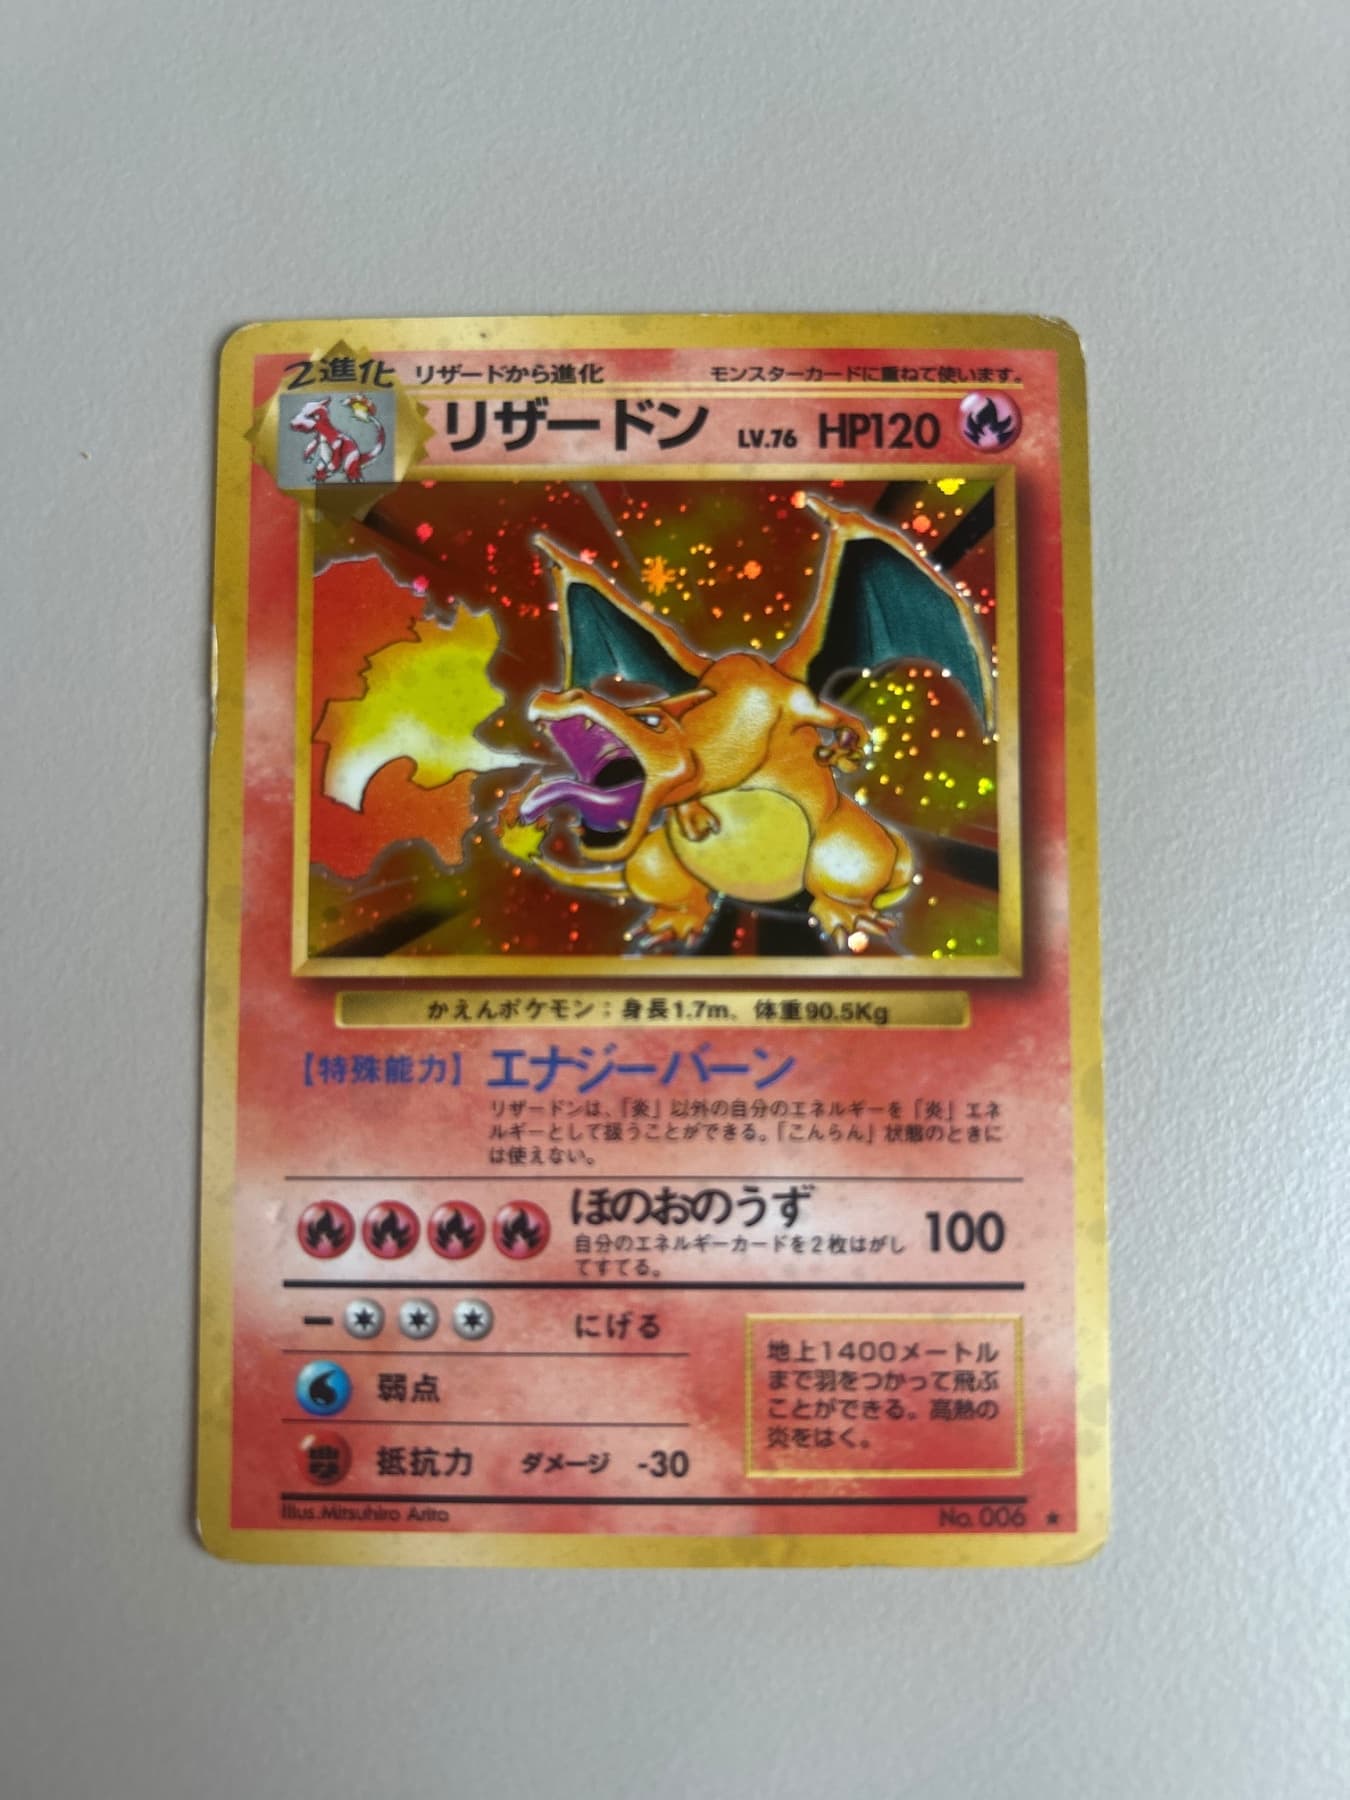 2進化 リザードから進化 モンスターカードに重ねて使います。
リザードン LV.76 HP120
かえんポケモン：身長1.7m、体重90.5Kg
【特殊能力】 エナジーバーン
リザードンは、「炎」以外の自分のエネルギーを「炎」エネ
ルギーとして扱うことができる。「こんらん」状態のときに
は使えない。
ほのおのうず 100
自分のエネルギーカードを2枚はがし
てすてる。
ー にげる
弱点
抵抗力 ダメージ -30
地上1400メートル
まで羽をつかって飛ぶ
ことができる。高熱の
炎をはく。
Illus.Mitsuhiro Arita No. 006 ★